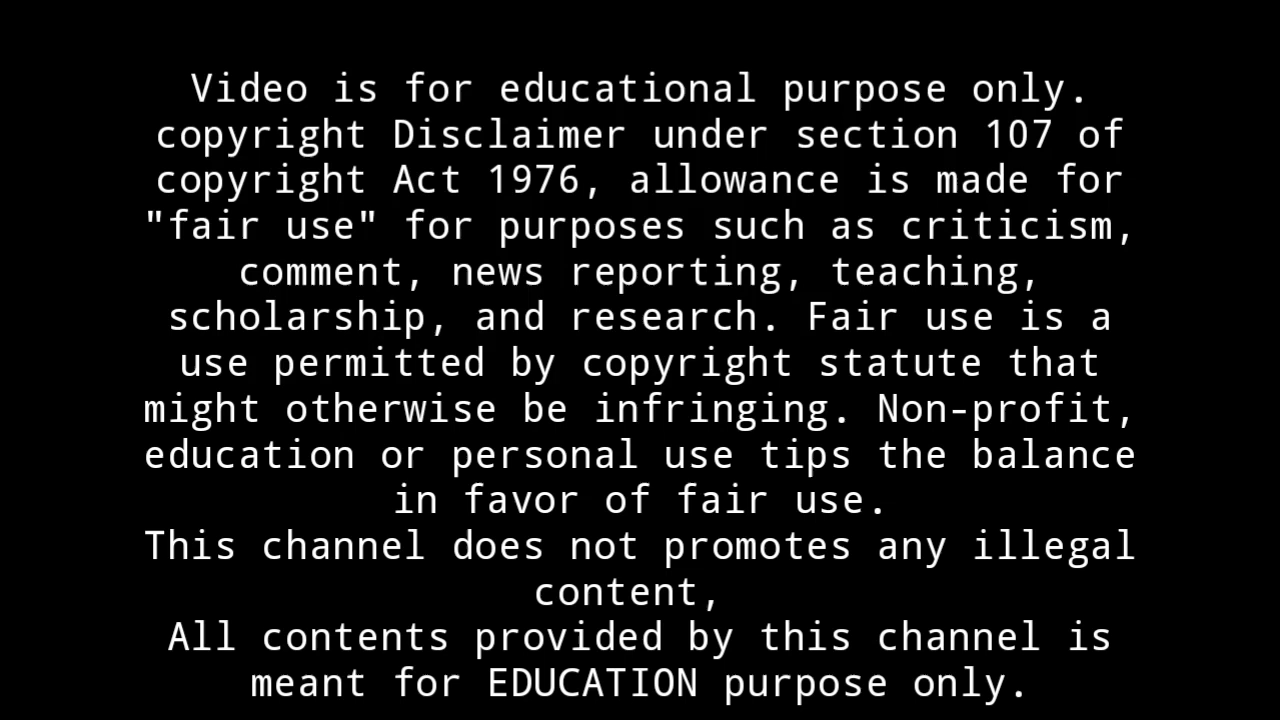 Video is for educational purpose only.
copyright Disclaimer under section 107 of
copyright Act 1976, allowance is made for
"fair use" for purposes such as criticism,
comment, news reporting, teaching,
scholarship, and research. Fair use is a
use permitted by copyright statute that
might otherwise be infringing. Non-profit,
education or personal use tips the balance
in favor of fair use.
This channel does not promotes any illegal
content,
All contents provided by this channel is
meant for EDUCATION purpose only.